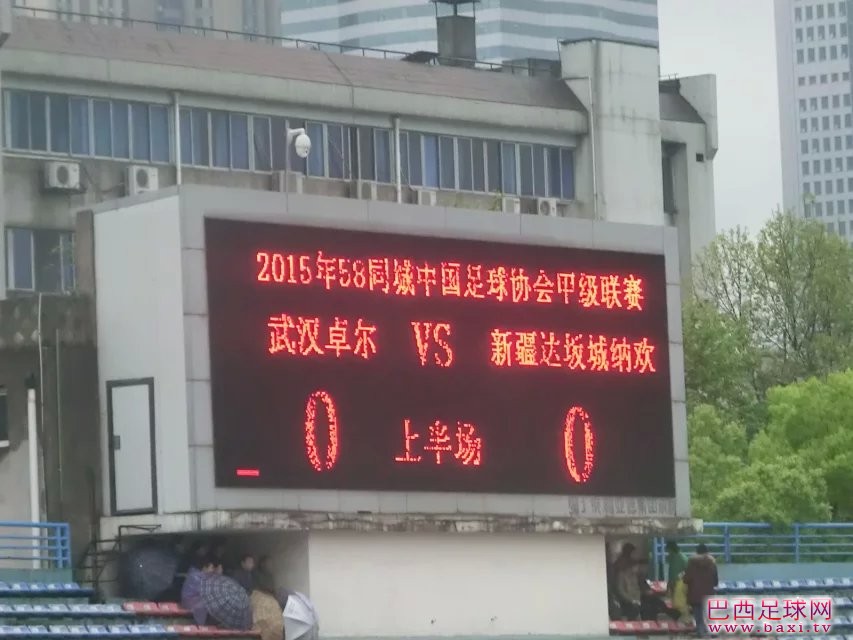 2015年58同城中国足球协会甲级联赛
武汉卓尔 VS 新疆达坂城纳欢
0 上半场 0
巴西足球网
www.baxi.tv